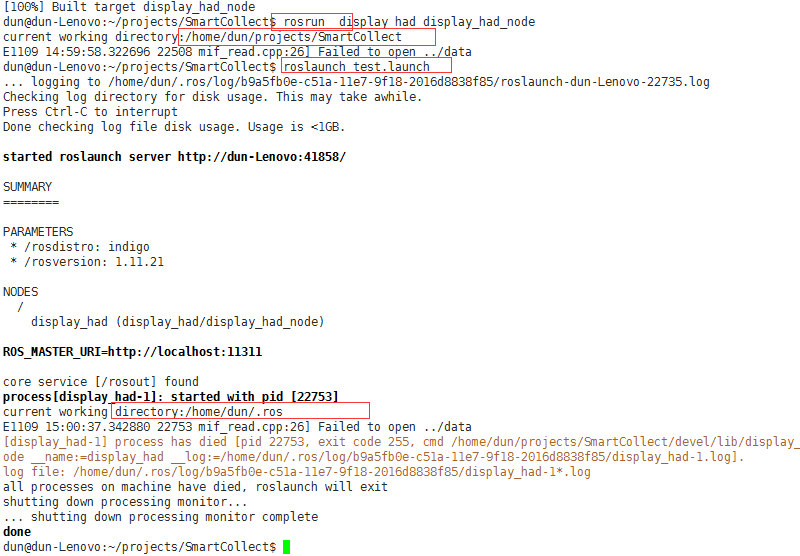 [100%] Built target display_had_node
dun@dun-Lenovo:~/projects/SmartCollect$ rosrun  display_had display_had_node
current working directory:/home/dun/projects/SmartCollect
E1109 14:59:58.322696 22508 mif_read.cpp:26] Failed to open ../data
dun@dun-Lenovo:~/projects/SmartCollect$ roslaunch test.launch
... logging to /home/dun/.ros/log/b9a5fb0e-c51a-11e7-9f18-2016d8838f85/roslaunch-dun-Lenovo-22735.log
Checking log directory for disk usage. This may take awhile.
Press Ctrl-C to interrupt
Done checking log file disk usage. Usage is <1GB.
started roslaunch server http://dun-Lenovo:41858/
SUMMARY
========
PARAMETERS
 * /rosdistro: indigo
 * /rosversion: 1.11.21
NODES
  /
    display_had (display_had/display_had_node)
ROS_MASTER_URI=http://localhost:11311
core service [/rosout] found
process[display_had-1]: started with pid [22753]
current working directory:/home/dun/.ros
E1109 15:00:37.342880 22753 mif_read.cpp:26] Failed to open ../data
[display_had-1] process has died [pid 22753, exit code 255, cmd /home/dun/projects/SmartCollect/devel/lib/display_
ode __name:=display_had __log:=/home/dun/.ros/log/b9a5fb0e-c51a-11e7-9f18-2016d8838f85/display_had-1.log].
log file: /home/dun/.ros/log/b9a5fb0e-c51a-11e7-9f18-2016d8838f85/display_had-1*.log
all processes on machine have died, roslaunch will exit
shutting down processing monitor...
... shutting down processing monitor complete
done
dun@dun-Lenovo:~/projects/SmartCollect$